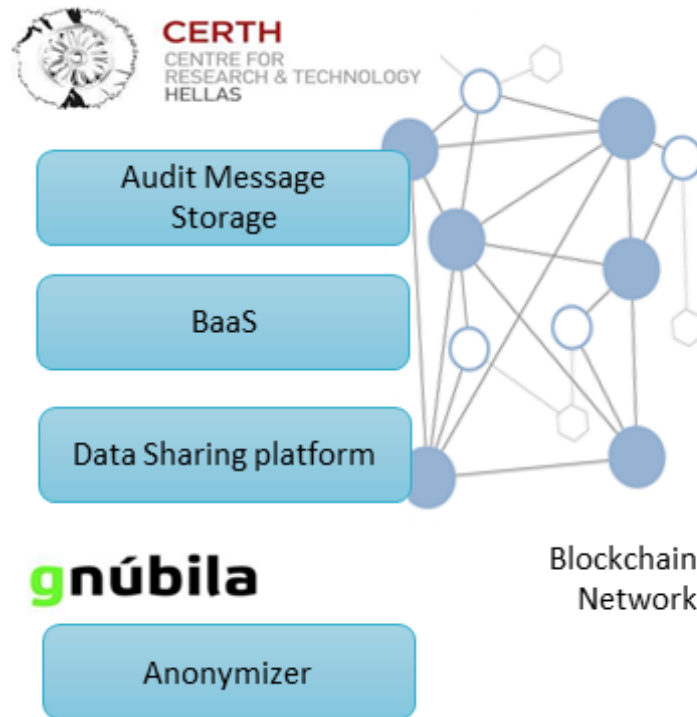 CERTH
CENTRE FOR
RESEARCH & TECHNOLOGY
HELLAS
Audit Message
Storage
BaaS
Data Sharing platform
gnúbila
Blockchain
Network
Anonymizer